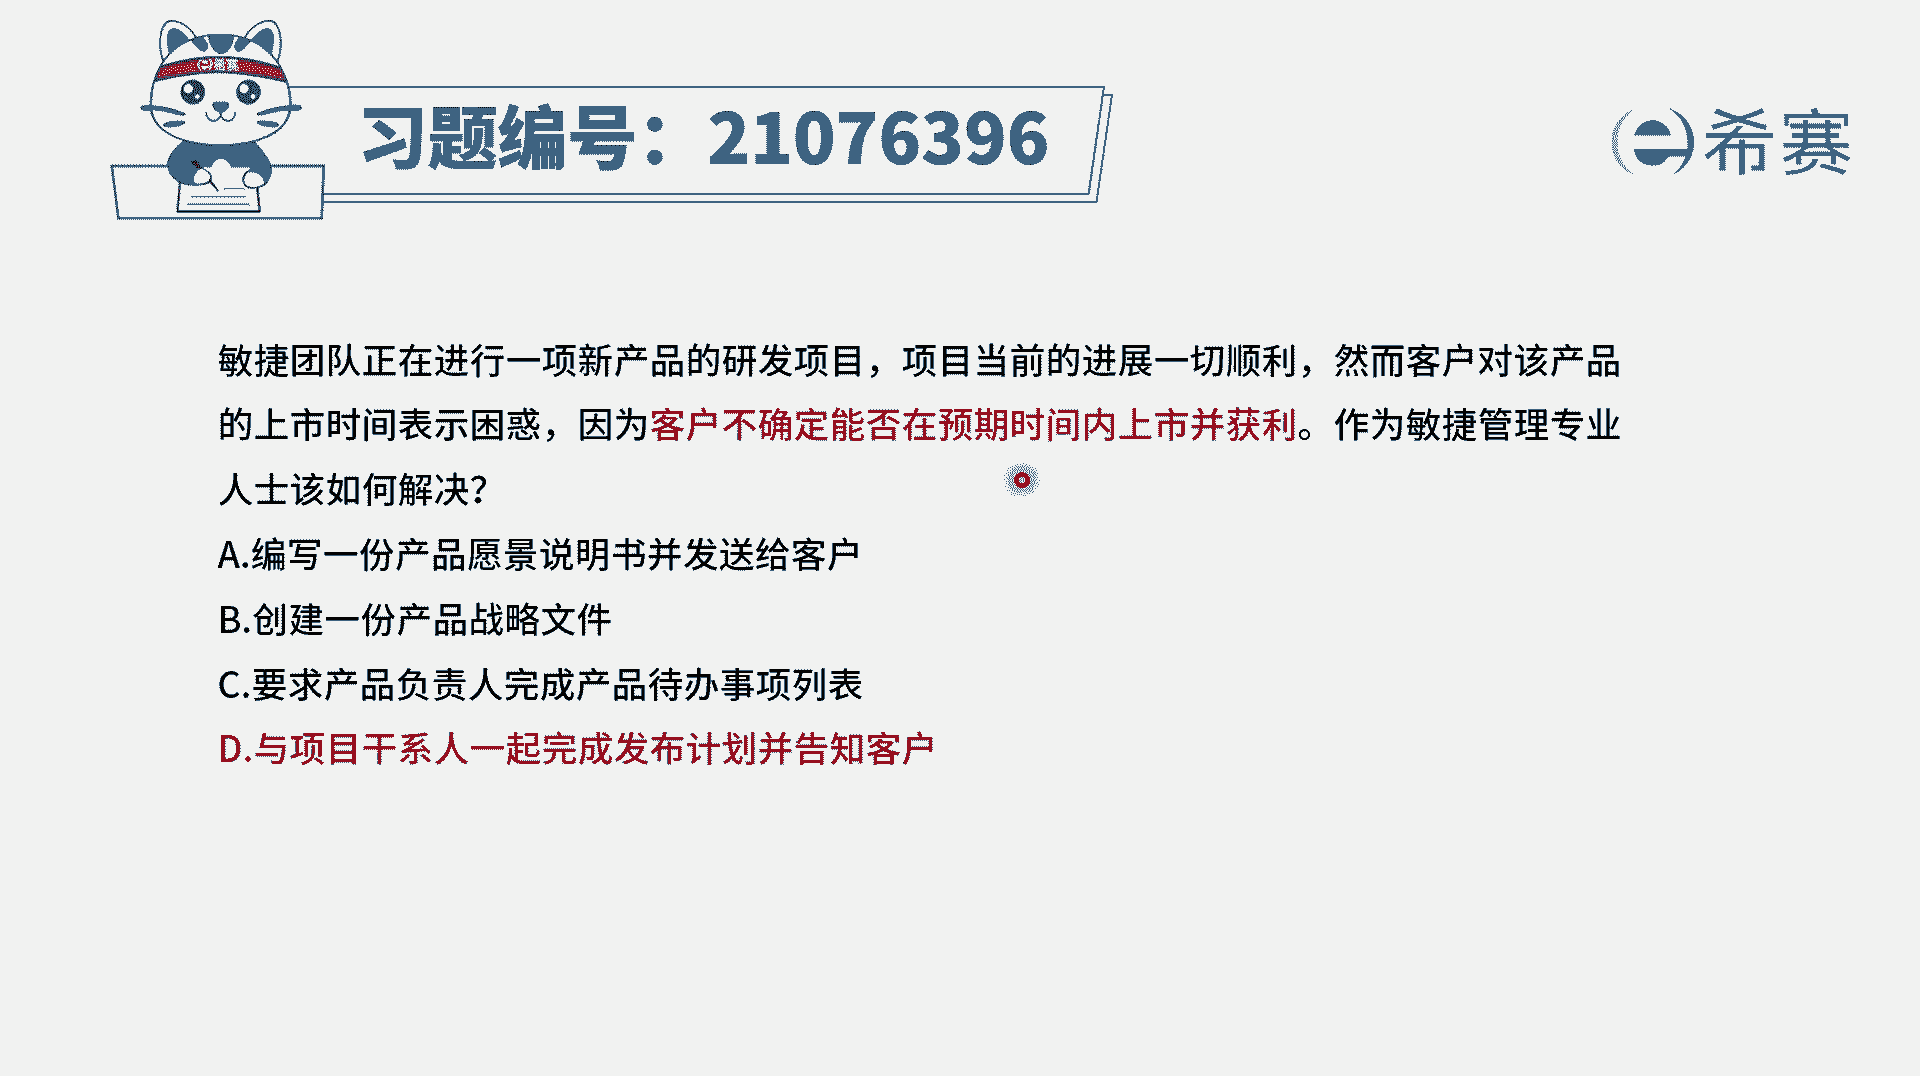 习题编号：21076396
希赛
敏捷团队正在进行一项新产品的研发项目，项目当前的进展一切顺利，然而客户对该产品
的上市时间表示困惑，因为客户不确定能否在预期时间内上市并获利。作为敏捷管理专业
人士该如何解决？
A.编写一份产品愿景说明书并发送给客户
B.创建一份产品战略文件
C.要求产品负责人完成产品待办事项列表
D.与项目干系人一起完成发布计划并告知客户